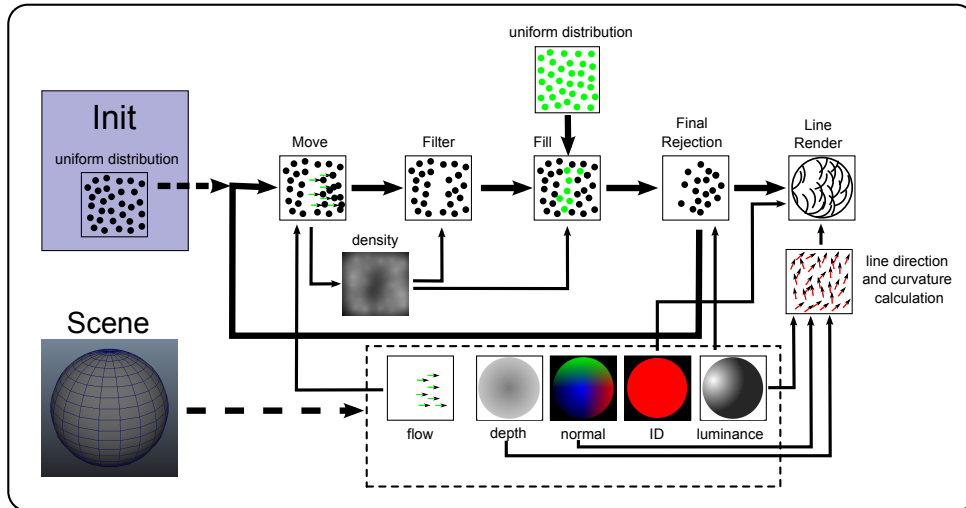 uniform distribution
Init
uniform distribution
Move
Filter
Fill
Final
Rejection
Line
Render
density
line direction
and curvature
calculation
Scene
flow
depth
normal
ID
luminance